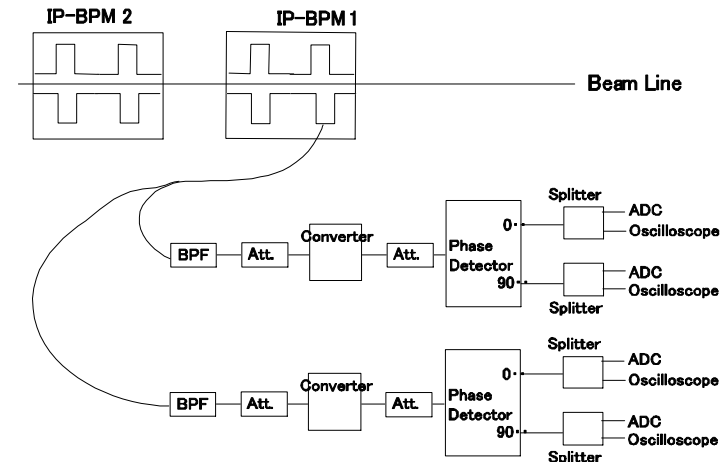 IP-BPM 2
IP-BPM 1
Beam Line
Splitter
ADC
Oscilloscope
Converter
0
BPF
Att.
Att.
Phase
Detector
90
ADC
Oscilloscope
Splitter
Splitter
ADC
Oscilloscope
Converter
0
BPF
Att.
Att.
Phase
Detector
90
ADC
Oscilloscope
Splitter